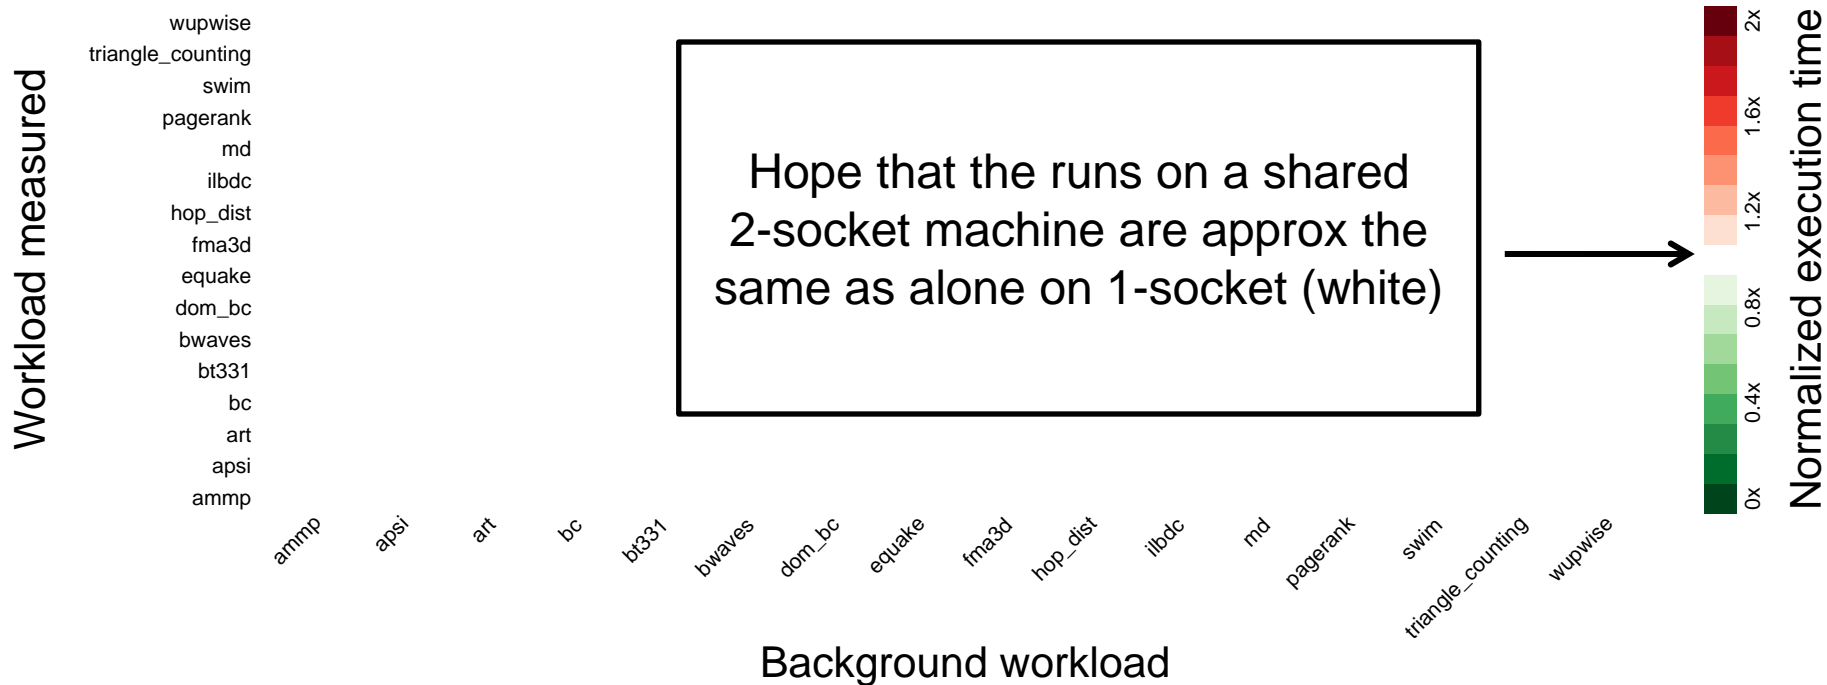 Workload measured
wupwise
triangle_counting
swim
pagerank
md
ilbdc
hop_dist
fma3d
equake
dom_bc
bwaves
bt331
bc
art
apsi
ammp
Hope that the runs on a shared
2-socket machine are approx the
same as alone on 1-socket (white)
2x
1.6x
1.2x
0.8x
0.4x
0x
Normalized execution time
ammp
apsi
art
bc
bt331
bwaves
dom_bc
equake
fma3d
hop_dist
ilbdc
md
pagerank
swim
triangle_counting
wupwise
Background workload